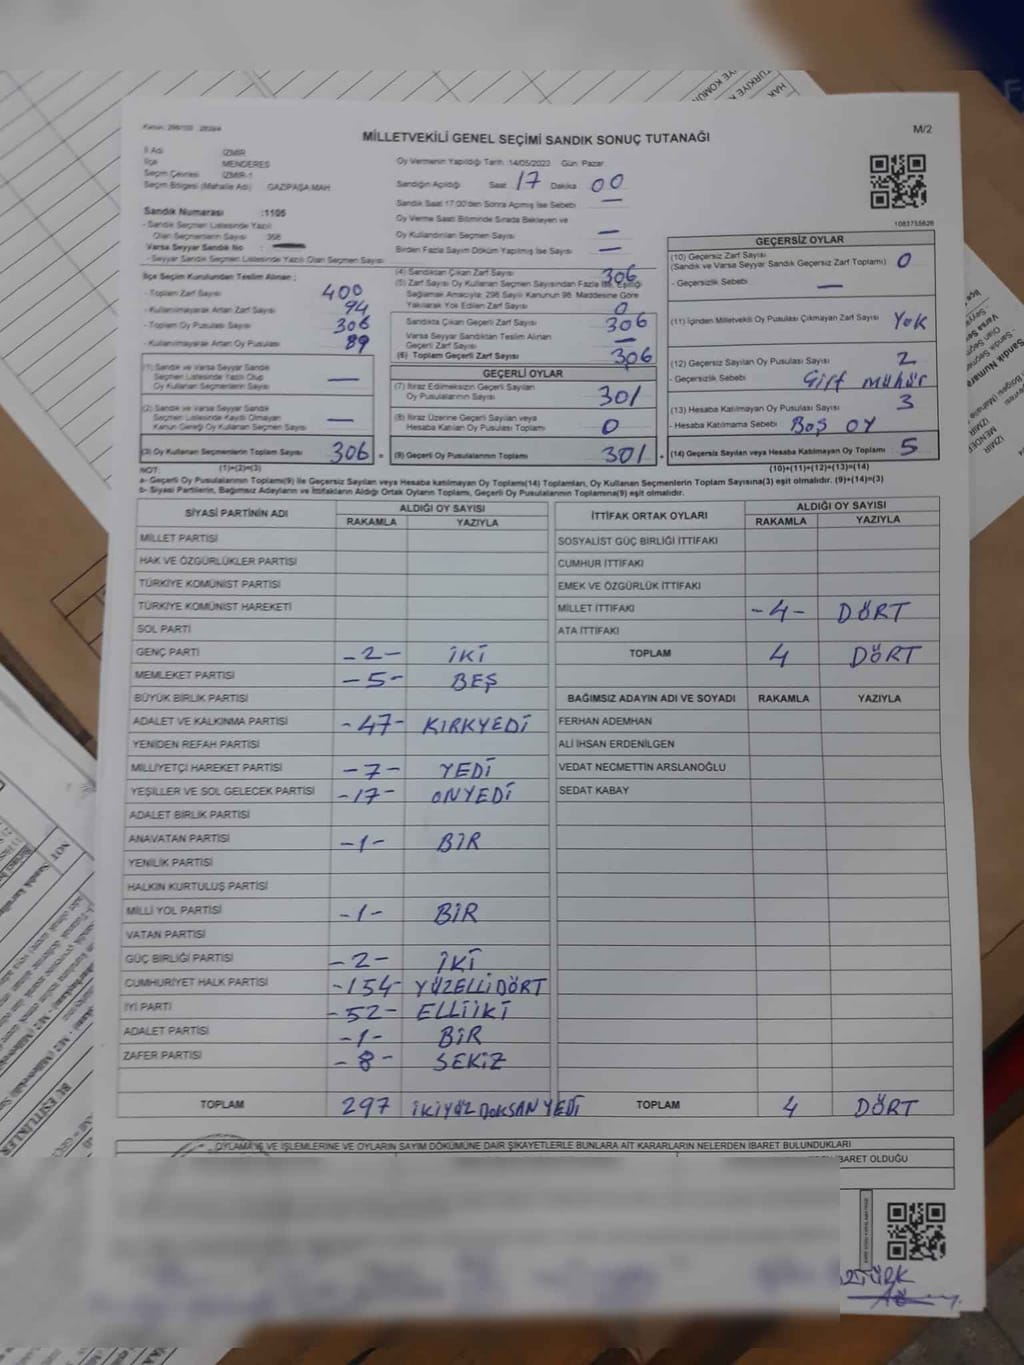 MİLLETVEKİLİ GENEL SEÇİMİ SANDIK SONUÇ TUTANAĞI
M/2
İl Adı İZMİR
İlçe MENDERES
Seçim Çevresi İZMİR-1
Seçim Bölgesi (Mahalle Adı) GAZİPAŞA MAH.
Sandık Numarası :1105
- Sandık Seçmen Listesinde Yazılı
Olan Seçmenlerin Sayısı 368
Varsa Seyyar Sandık No :
- Seyyar Sandık Seçmen Listesinde Yazılı Olan Seçmen Sayısı
Oy Vermenin Yapıldığı Tarih :14/05/2023 Gün: Pazar
Sandığın Açıldığı Saat 17 Dakika 00
Sandık Saat 17:00'den Sonra Açılmış İse Sebebi —
Oy Verme Saati Bitiminde Sırada Bekleyen ve
Oy Kullandırılan Seçmen Sayısı —
Birden Fazla Sayım Döküm Yapılmış İse Sayısı —
1083755828
İlçe Seçim Kurulundan Teslim Alınan ;
- Toplam Zarf Sayısı 400
- Kullanılmayarak Artan Zarf Sayısı 94
- Toplam Oy Pusulası Sayısı 306
- Kullanılmayarak Artan Oy Pusulası 89
(1) Sandık ve Varsa Seyyar Sandık
Seçmen Listesinde Yazılı Olup
Oy Kullanan Seçmenlerin Sayısı —
(2) Sandık ve Varsa Seyyar Sandık
Seçmen Listesinde Kayıtlı Olmayan
Kanun Gereği Oy Kullanan Seçmen Sayısı —
(3) Oy Kullanan Seçmenlerin Toplam Sayısı 306 =
(1)+(2)=(3)
(4) Sandıktan Çıkan Zarf Sayısı 306
(5) Zarf Sayısı Oy Kullanan Seçmen Sayısından Fazla ise, Eşitliği
Sağlamak Amacıyla; 298 Sayılı Kanunun 98. Maddesine Göre
Yakılarak Yok Edilen Zarf Sayısı 0
Sandıkta Çıkan Geçerli Zarf Sayısı 306
Varsa Seyyar Sandıktan Teslim Alınan
Geçerli Zarf Sayısı —
(6) Toplam Geçerli Zarf Sayısı 306
GEÇERLİ OYLAR
(7) İtiraz Edilmeksizin Geçerli Sayılan
Oy Pusulalarının Sayısı 301
(8) İtiraz Üzerine Geçerli Sayılan veya
Hesaba Katılan Oy Pusulası Toplamı 0
(9) Geçerli Oy Pusulalarının Toplamı 301 +
GEÇERSİZ OYLAR
(10) Geçersiz Zarf Sayısı
(Sandık ve Varsa Seyyar Sandık Geçersiz Zarf Toplamı) 0
- Geçersizlik Sebebi —
(11) İçinden Milletvekili Oy Pusulası Çıkmayan Zarf Sayısı Yok
(12) Geçersiz Sayılan Oy Pusulası Sayısı 2
- Geçersizlik Sebebi Gift mühür
(13) Hesaba Katılmayan Oy Pusulası Sayısı 3
- Hesaba Katılmama Sebebi Boş OY
(14) Geçersiz Sayılan veya Hesaba Katılmayan Oy Toplamı 5
(10)+(11)+(12)+(13)=(14)
NOT:
a- Geçerli Oy Pusulalarının Toplamı(9) ile Geçersiz Sayılan veya Hesaba katılmayan Oy Toplamı(14) Toplamları, Oy Kullanan Seçmenlerin Toplam Sayısına(3) eşit olmalıdır. (9)+(14)=(3)
b- Siyasi Partilerin, Bağımsız Adayların ve İttifakların Aldığı Ortak Oyların Toplamı, Geçerli Oy Pusulalarının Toplamına(9) eşit olmalıdır.
SİYASİ PARTİNİN ADI ALDIĞI OY SAYISI
RAKAMLA YAZIYLA
MİLLET PARTİSİ
HAK VE ÖZGÜRLÜKLER PARTİSİ
TÜRKİYE KOMÜNİST PARTİSİ
TÜRKİYE KOMÜNİST HAREKETİ
SOL PARTİ
GENÇ PARTİ -2- İKİ
MEMLEKET PARTİSİ -5- BEŞ
BÜYÜK BİRLİK PARTİSİ
ADALET VE KALKINMA PARTİSİ -47- KIRKYEDİ
YENİDEN REFAH PARTİSİ
MİLLİYETÇİ HAREKET PARTİSİ -7- YEDİ
YEŞİLLER VE SOL GELECEK PARTİSİ -17- ONYEDİ
ADALET BİRLİK PARTİSİ
ANAVATAN PARTİSİ -1- BİR
YENİLİK PARTİSİ
HALKIN KURTULUŞ PARTİSİ
MİLLİ YOL PARTİSİ -1- BİR
VATAN PARTİSİ
GÜÇ BİRLİĞİ PARTİSİ -2- İKİ
CUMHURİYET HALK PARTİSİ -154- YÜZELLİDÖRT
İYİ PARTİ -52- ELLİİKİ
ADALET PARTİSİ -1- BİR
ZAFER PARTİSİ -8- SEKİZ
TOPLAM 297 İKİYÜZDOKSANYEDİ
İTTİFAK ORTAK OYLARI ALDIĞI OY SAYISI
RAKAMLA YAZIYLA
SOSYALİST GÜÇ BİRLİĞİ İTTİFAKI
CUMHUR İTTİFAKI
EMEK VE ÖZGÜRLÜK İTTİFAKI
MİLLET İTTİFAKI -4- DÖRT
ATA İTTİFAKI
TOPLAM 4 DÖRT
BAĞIMSIZ ADAYIN ADI VE SOYADI RAKAMLA YAZIYLA
FERHAN ADEMHAN
ALİ İHSAN ERDENİLGEN
VEDAT NECMETTİN ARSLANOĞLU
SEDAT KABAY
TOPLAM 4 DÖRT
OYLAMA İŞ VE İŞLEMLERİNE VE OYLARIN SAYIM DÖKÜMÜNE DAİR ŞİKAYETLERLE BUNLARA AİT KARARLARIN NELERDEN İBARET BULUNDUKLARI
İBARET OLDUĞU